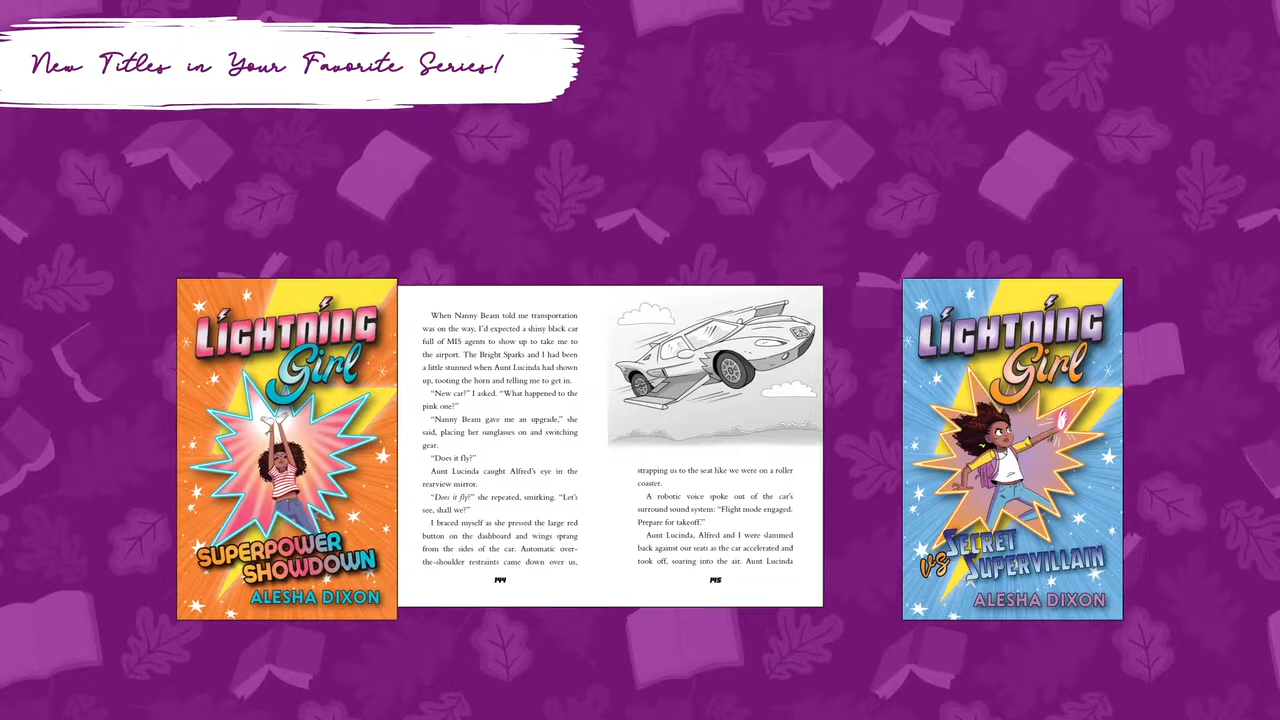 New Titles in Your Favorite Series!
LiGHTNiNG
Girl
SUPERPOWER
SHOWDOWN
ALESHA DIXON
When Nanny Beam told me transportation
was on the way, I'd expected a shiny black car
full of MI5 agents to show up to take me to
the airport. The Bright Sparks and I had been
a little stunned when Aunt Lucinda had shown
up, tooting the horn and telling me to get in.
“New car?” I asked. “What happened to the
pink one?”
“Nanny Beam gave me an upgrade,” she
said, placing her sunglasses on and switching
gear.
“Does it fly?”
Aunt Lucinda caught Alfred's eye in the
rearview mirror.
“Does it fly?” she repeated, smirking. “Let's
see, shall we?”
I braced myself as she pressed the large red
button on the dashboard and wings sprang
from the sides of the car. Automatic over-
the-shoulder restraints came down over us,
144
strapping us to the seat like we were on a roller
coaster.
A robotic voice spoke out of the car's
surround sound system: “Flight mode engaged.
Prepare for takeoff.”
Aunt Lucinda, Alfred and I were slammed
back against our seats as the car accelerated and
took off, soaring into the air. Aunt Lucinda
145
LiGHTNiNG
Girl
vs SECRET
SUPERVILLAIN
ALESHA DIXON